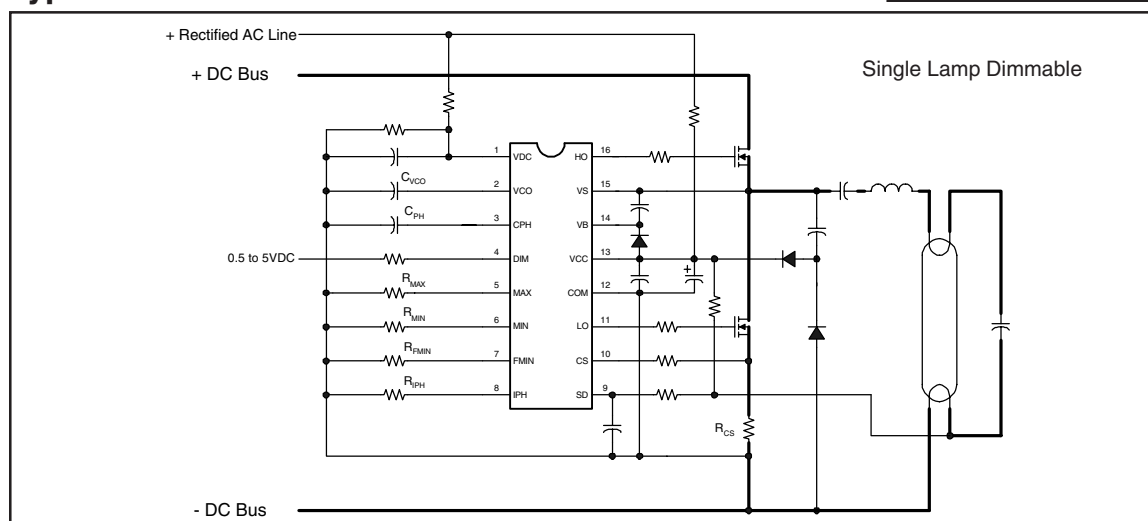 + Rectified AC Line
+ DC Bus
Single Lamp Dimmable
1 VDC HO 16
C_VCO 2 VCO VS 15
C_PH 3 CPH VB 14
0.5 to 5VDC 4 DIM VCC 13
R_MAX 5 MAX COM 12
+
R_MIN 6 MIN LO 11
R_FMIN 7 FMIN CS 10
R_IPH 8 IPH SD 9
R_CS
- DC Bus